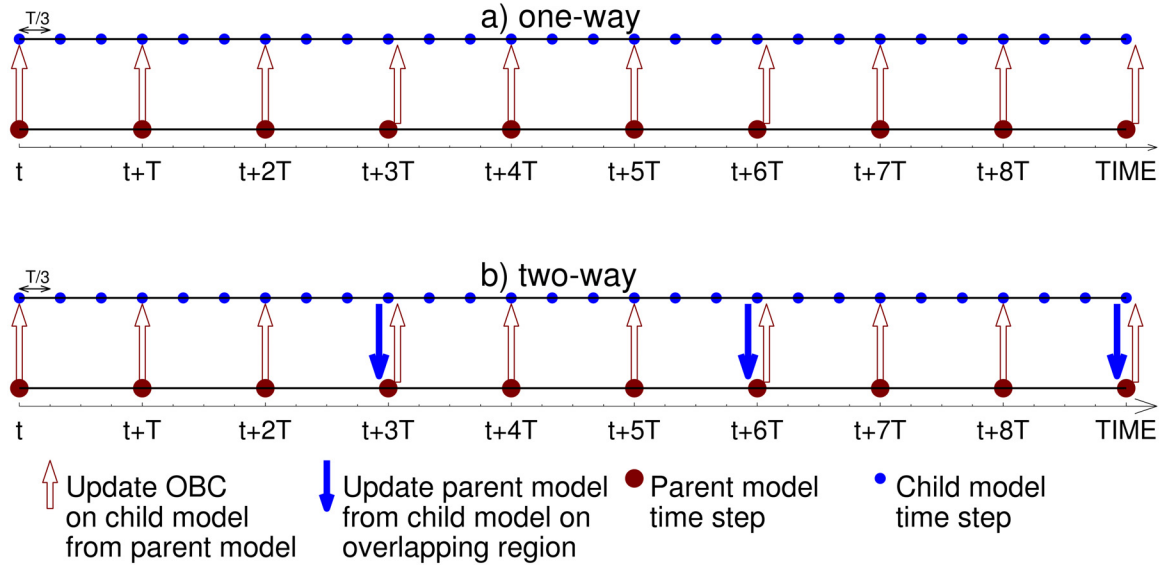 a) one-way
T/3
t t+T t+2T t+3T t+4T t+5T t+6T t+7T t+8T TIME
b) two-way
T/3
t t+T t+2T t+3T t+4T t+5T t+6T t+7T t+8T TIME
Update OBC
on child model
from parent model
Update parent model
from child model on
overlapping region
Parent model
time step
Child model
time step